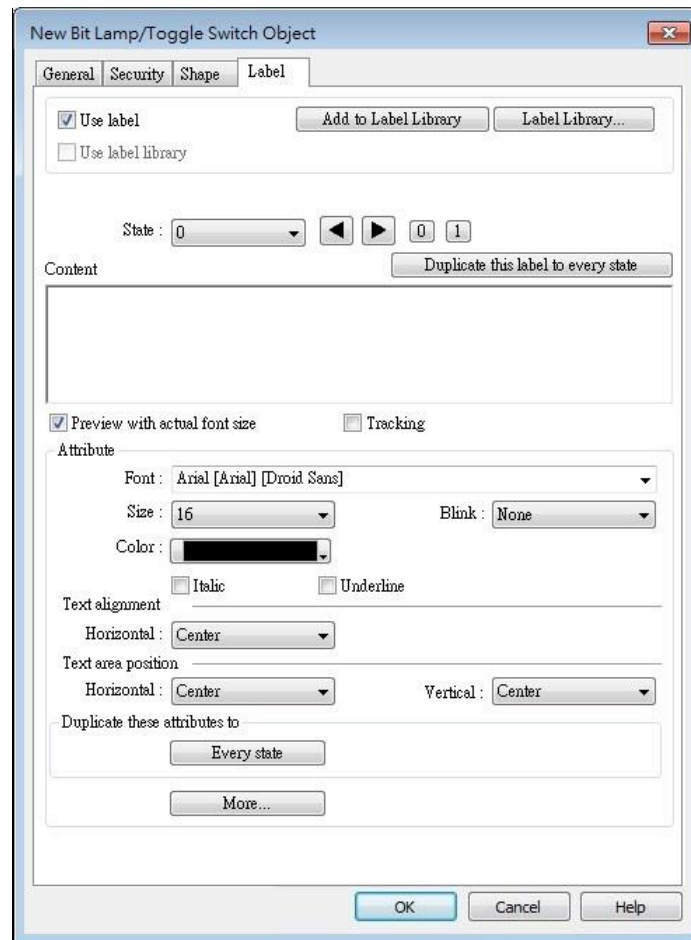 New Bit Lamp/Toggle Switch Object
General Security Shape Label
Use label Add to Label Library Label Library...
Use label library
State : 0 0 1
Duplicate this label to every state
Content
Preview with actual font size Tracking
Attribute
Font : Arial [Arial] [Droid Sans]
Size : 16 Blink : None
Color :
Italic Underline
Text alignment
Horizontal : Center
Text area position
Horizontal : Center Vertical : Center
Duplicate these attributes to
Every state
More...
OK Cancel Help